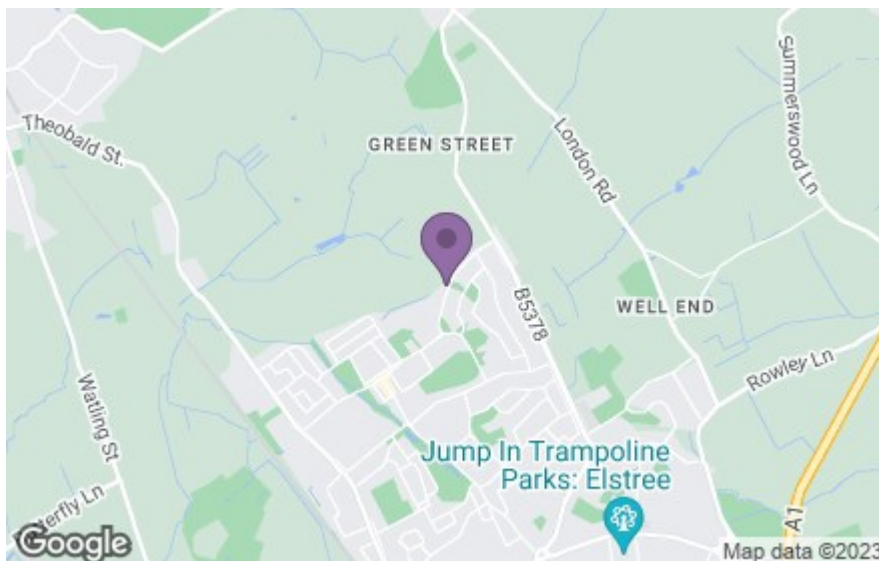 Theobald St.
GREEN STREET
London Rd
Summerswood Ln
B5378
WELL END
Rowley Ln
Watling St
Jump In Trampoline
Parks: Elstree
A1
Google
Map data ©2023